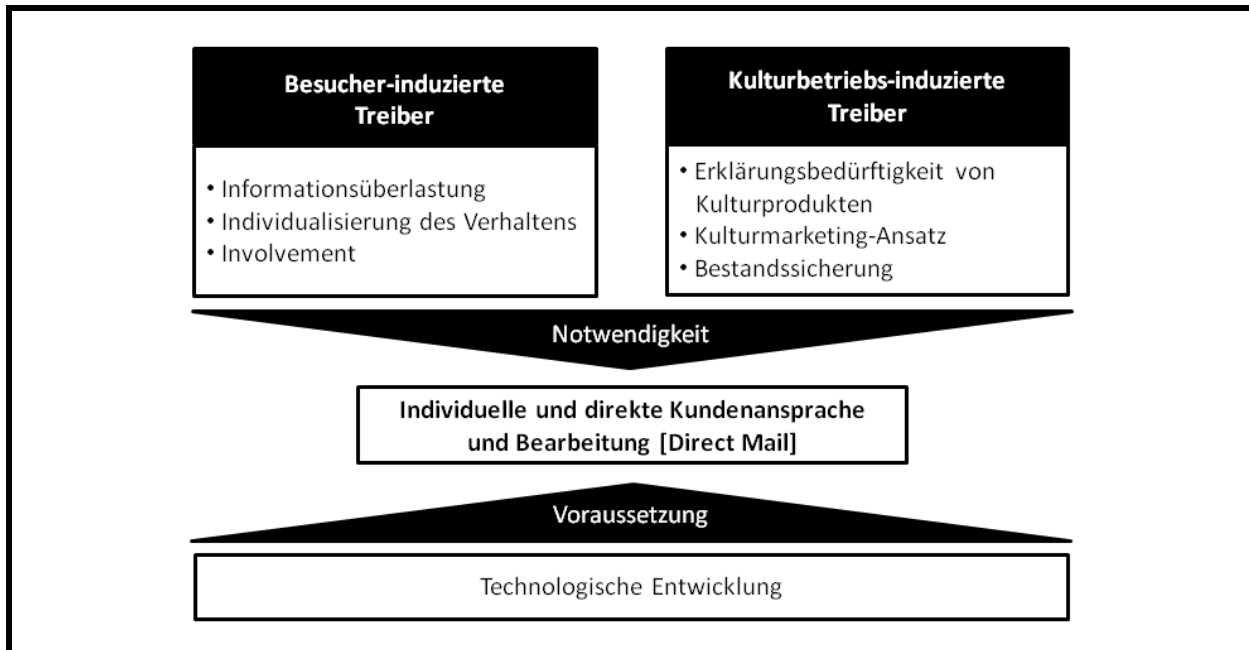 Besucher-induzierte
Treiber
• Informationsüberlastung
• Individualisierung des Verhaltens
• Involvement
Kulturbetriebs-induzierte
Treiber
• Erklärungsbedürftigkeit von
Kulturprodukten
• Kulturmarketing-Ansatz
• Bestandssicherung
Notwendigkeit
Individuelle und direkte Kundenansprache
und Bearbeitung [Direct Mail]
Voraussetzung
Technologische Entwicklung